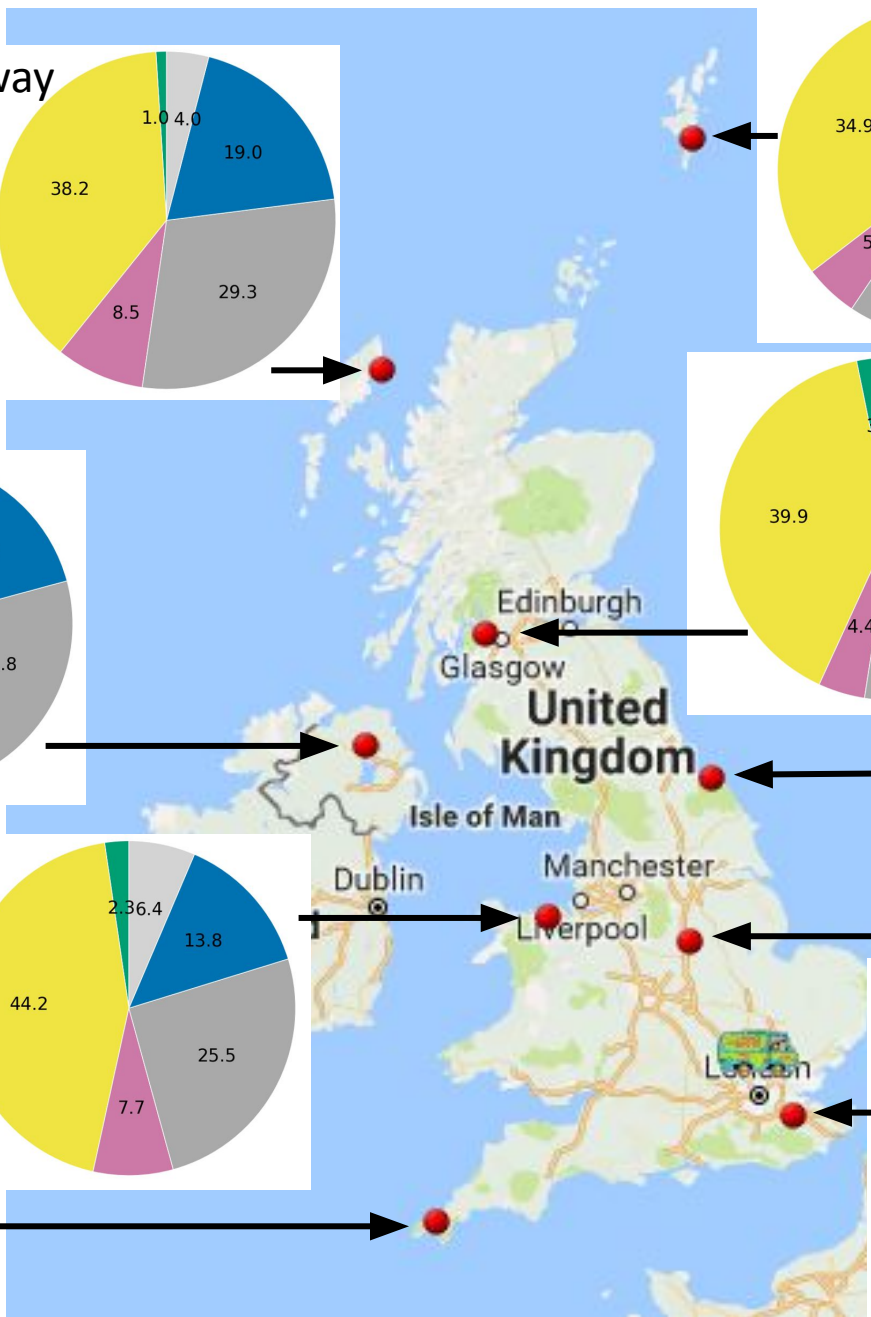 way
1.0
4.0
19.0
38.2
29.3
8.5
34.9
39.9
4.4
Edinburgh
Glasgow
United
Kingdom
Isle of Man
Dublin
Manchester
Liverpool
2.3
6.4
13.8
44.2
25.5
7.7